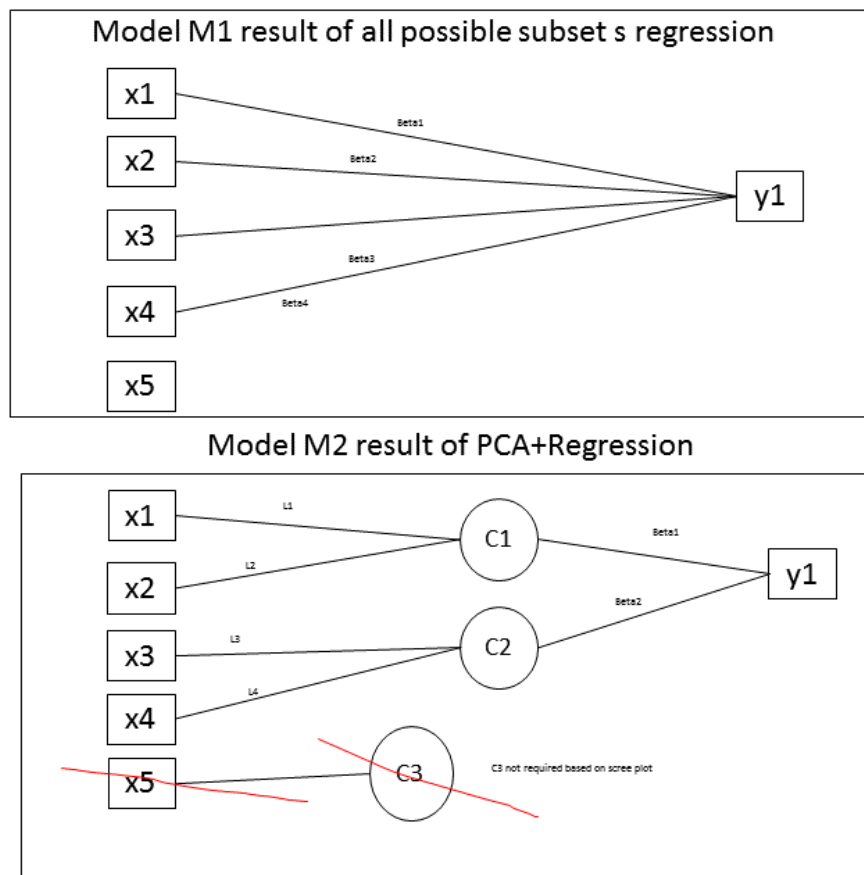 Model M1 result of all possible subset s regression
x1
Beta1
x2
Beta2
y1
x3
Beta3
x4
Beta4
x5
Model M2 result of PCA+Regression
x1
L1
C1
Beta1
x2
L2
y1
Beta2
x3
L3
C2
x4
L4
x5
C3
C3 not required based on scree plot